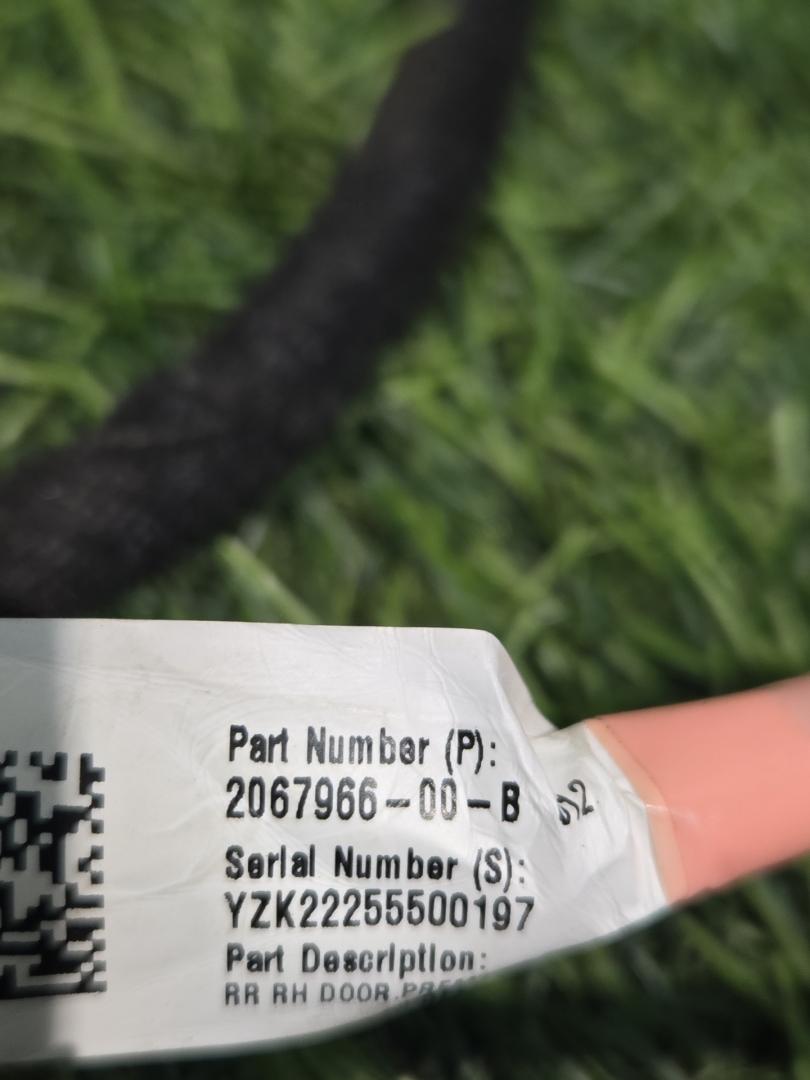 Part Number (P):
2067966-00-B
Serial Number (S):
YZK22255500197
Part Description:
RR RH DOOR